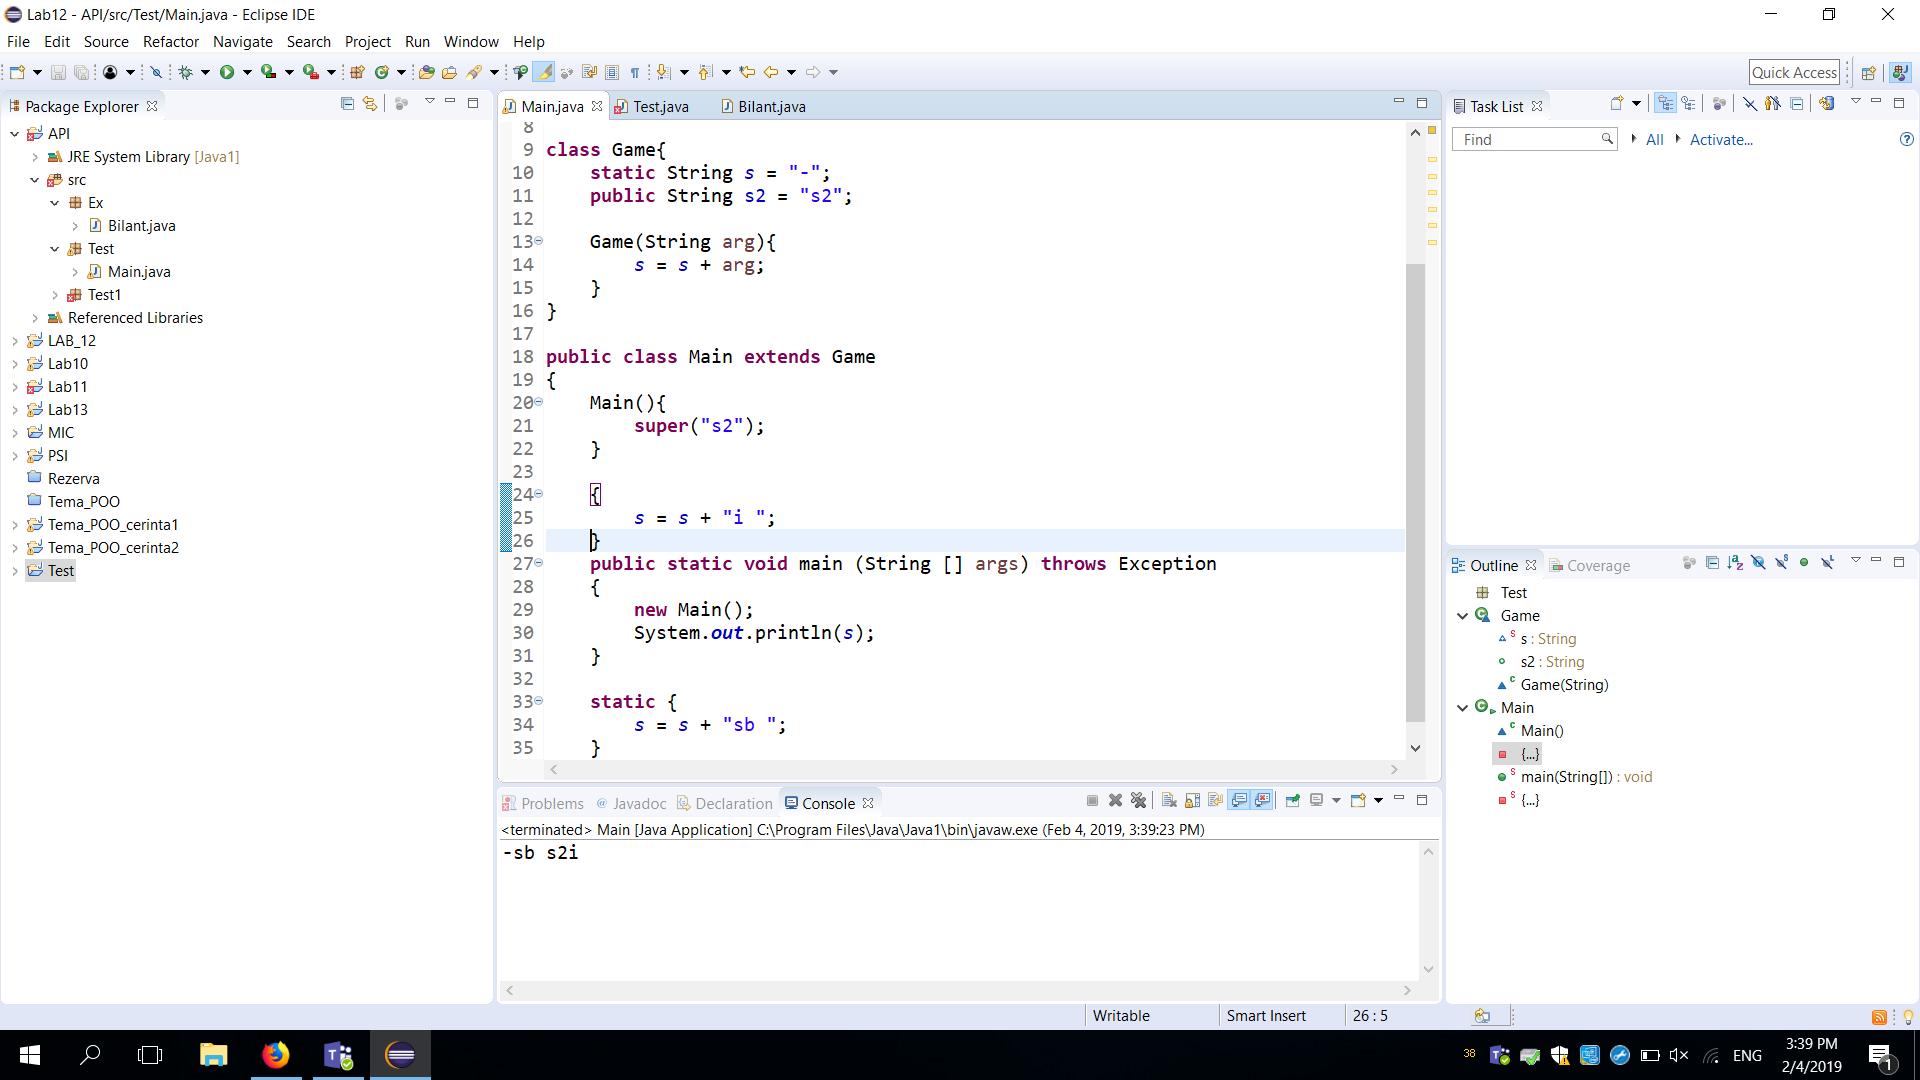 Lab12 - API/src/Test/Main.java - Eclipse IDE
File Edit Source Refactor Navigate Search Project Run Window Help
Quick Access
Package Explorer
API
JRE System Library [Java1]
src
Ex
Bilant.java
Test
Main.java
Test1
Referenced Libraries
LAB_12
Lab10
Lab11
Lab13
MIC
PSI
Rezerva
Tema_POO
Tema_POO_cerinta1
Tema_POO_cerinta2
Test
Main.java Test.java Bilant.java
8
9 class Game{
10 static String s = "-";
11 public String s2 = "s2";
12
13 Game(String arg){
14 s = s + arg;
15 }
16 }
17
18 public class Main extends Game
19 {
20 Main(){
21 super("s2");
22 }
23
24 {
25 s = s + "i ";
26 }
27 public static void main (String [] args) throws Exception
28 {
29 new Main();
30 System.out.println(s);
31 }
32
33 static {
34 s = s + "sb ";
35 }
Problems @ Javadoc Declaration Console
<terminated> Main [Java Application] C:\Program Files\Java\Java1\bin\javaw.exe (Feb 4, 2019, 3:39:23 PM)
-sb s2i
Task List
Find All Activate...
Outline Coverage
Test
Game
s : String
s2 : String
Game(String)
Main
Main()
{...}
main(String[]) : void
{...}
Writable Smart Insert 26 : 5
38 ENG 3:39 PM
2/4/2019
1